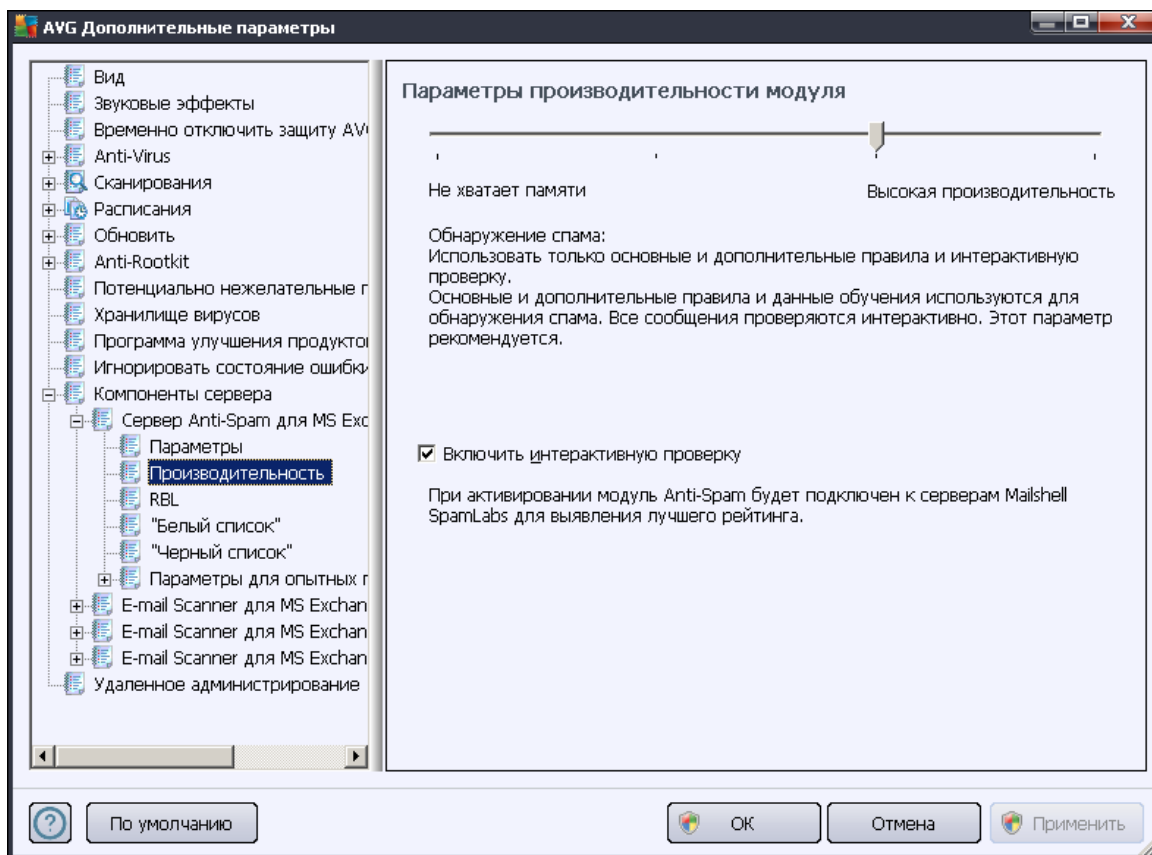 AVG Дополнительные параметры
Вид
Звуковые эффекты
Временно отключить защиту AV
Anti-Virus
Сканирования
Расписания
Обновить
Anti-Rootkit
Потенциально нежелательные
Хранилище вирусов
Программа улучшения
Игнорировать состояние ошибки
Компоненты сервера
Сервер Anti-Spam для MS Exc
Параметры
Производительность
RBL
"Белый список"
"Черный список"
Параметры для опытных
E-mail Scanner для MS Exchan
E-mail Scanner для MS Exchan
E-mail Scanner для MS Exchan
Удаленное администрирование
Параметры производительности модуля
Не хватает памяти
Высокая производительность
Обнаружение спама:
Использовать только основные и дополнительные правила и интерактивную
проверку.
Основные и дополнительные правила и данные обучения используются для
обнаружения спама. Все сообщения проверяются интерактивно. Этот параметр
рекомендуется.
Включить интерактивную проверку
При активировании модуль Anti-Spam будет подключен к серверам Mailshell
SpamLabs для выявления лучшего рейтинга.
? По умолчанию
ОК
Отмена
Применить